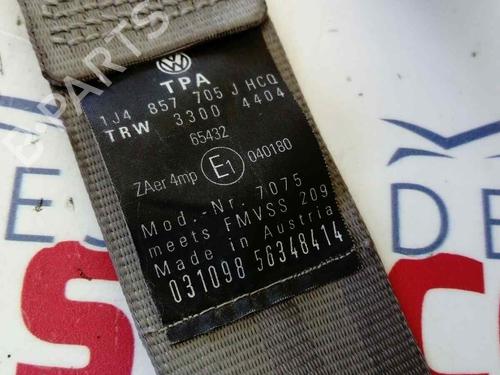 B-PARTS
TPA
1J4 857 705 J HCQ
TRW 3300 4404
65432
ZAer 4mp E1 040180
Mod.-Nr. 7075
meets FMVSS 209
Made in Austria
031098 56348414